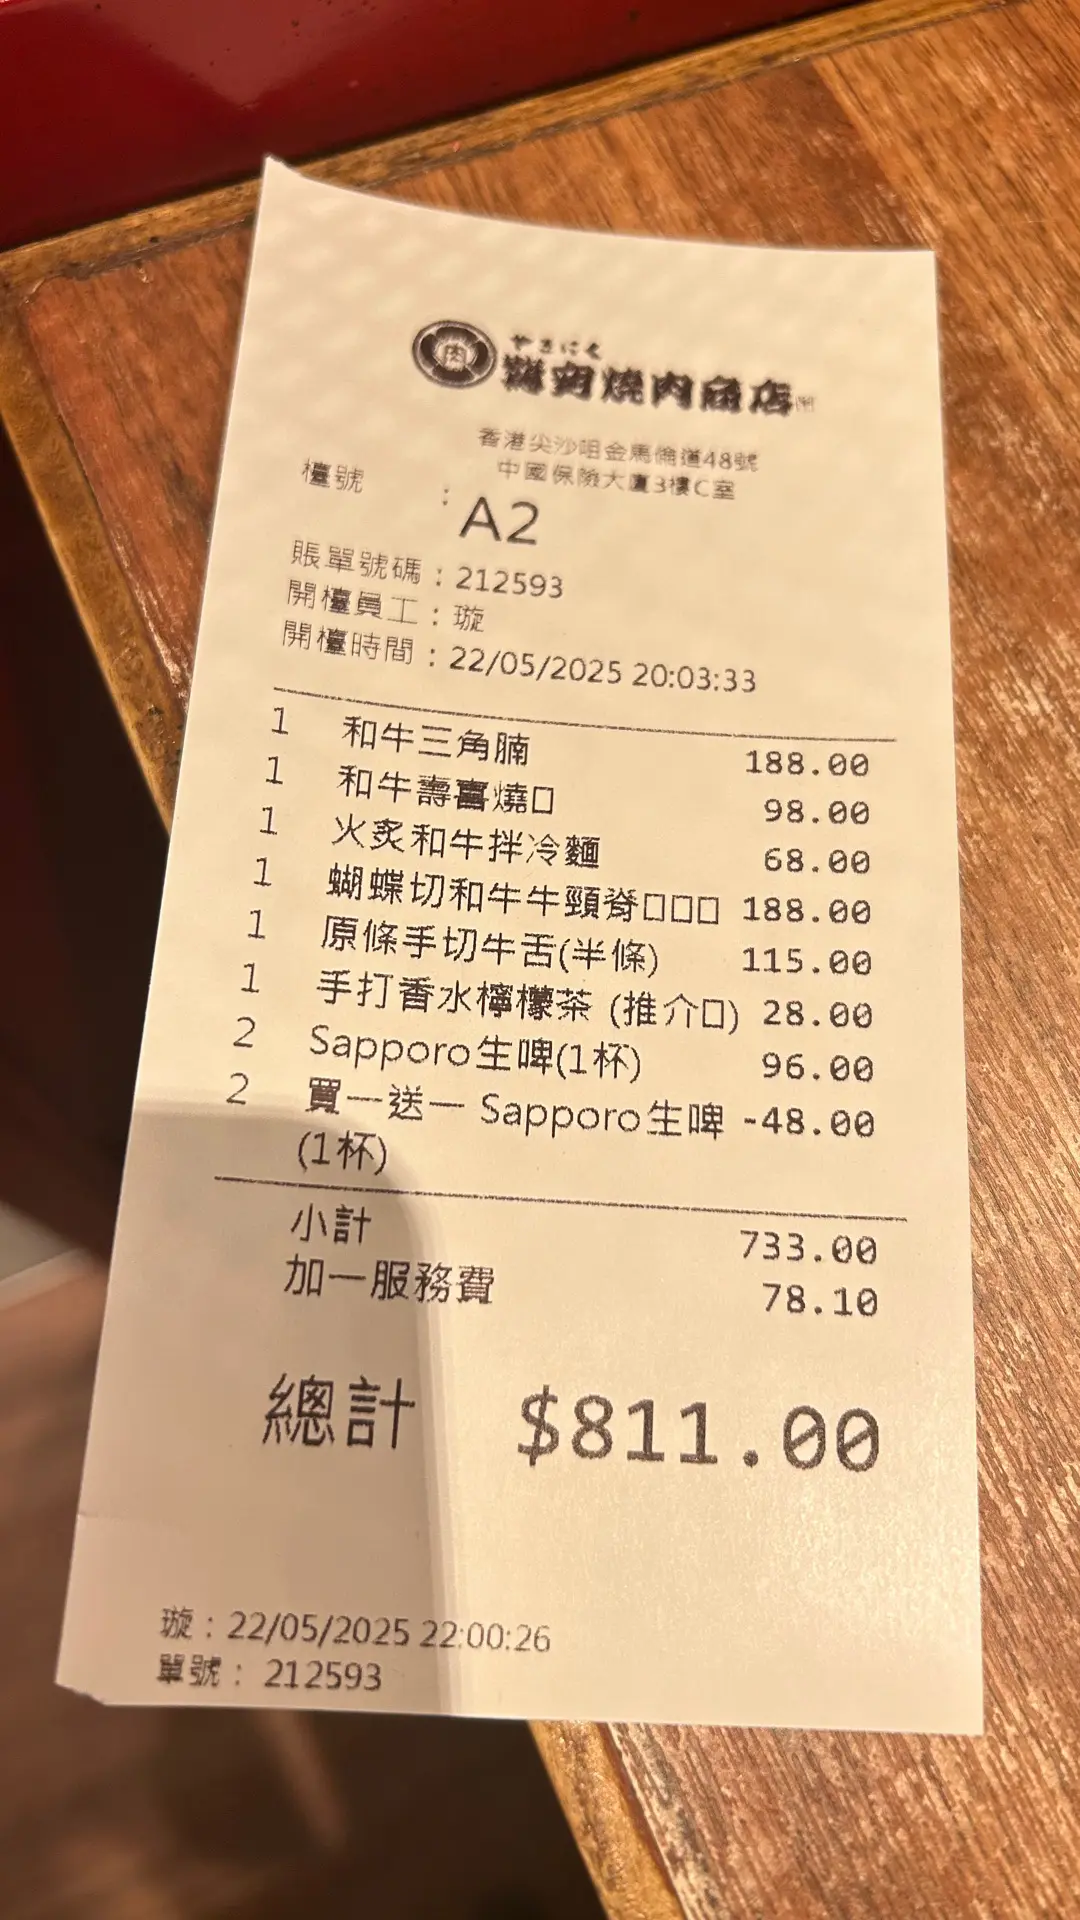 肉
やきにく
燒肉商店
香港尖沙咀金馬倫道48號
中國保險大廈3樓C室
檯號 : A2
賬單號碼 : 212593
開檯員工 : 璇
開檯時間 : 22/05/2025 20:03:33
1 和牛三角腩 188.00
1 和牛壽喜燒□ 98.00
1 火炙和牛拌冷麵 68.00
1 蝴蝶切和牛牛頸脊□□□ 188.00
1 原條手切牛舌(半條) 115.00
1 手打香水檸檬茶 (推介□) 28.00
2 Sapporo生啤(1杯) 96.00
2 買一送一 Sapporo生啤 -48.00
(1杯)
小計 733.00
加一服務費 78.10
總計 $811.00
璇 : 22/05/2025 22:00:26
單號 : 212593